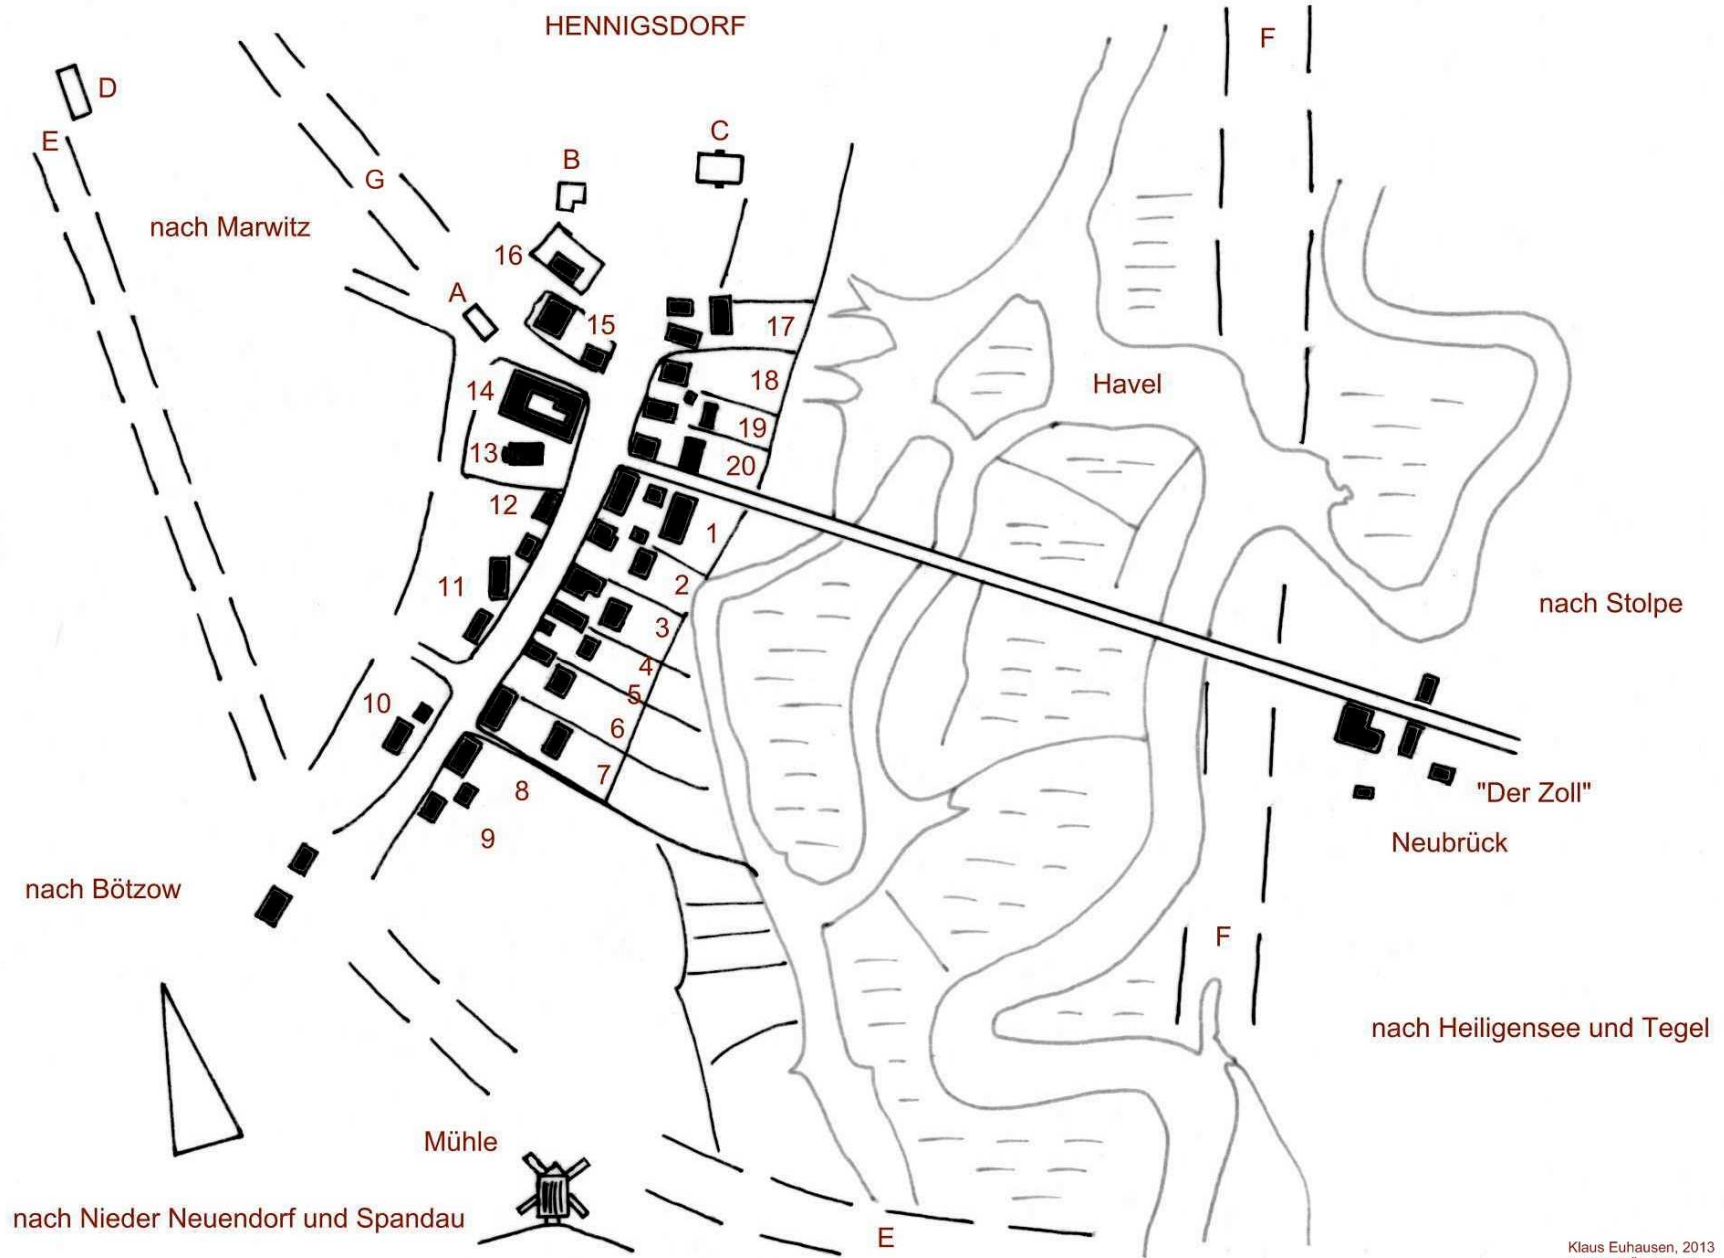 HENNIGSDORF
F
D
E
C
B
G
nach Marwitz
16
A
15
17
14
18
Havel
19
13
20
12
1
11
2
nach Stolpe
3
4
5
10
6
7
8
"Der Zoll"
9
Neubrück
nach Bötzow
F
nach Heiligensee und Tegel
Mühle
nach Nieder Neuendorf und Spandau
E
Klaus Euhausen, 2013